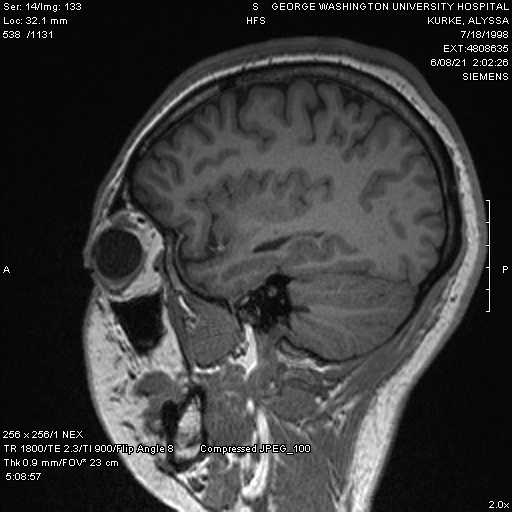 Ser: 14/Img: 133
Loc: 32.1 mm
538 /1131
S
HFS
GEORGE WASHINGTON UNIVERSITY HOSPITAL
KURKE, ALYSSA
7/18/1998
EXT:4808635
6/08/21 2:02:26
SIEMENS
A
P
256 x 256/1 NEX
TR 1800/TE 2.3/TI 900/Flip Angle 8 Compressed JPEG_100
Thk 0.9 mm/FOV* 23 cm
5:08:57
2.0x